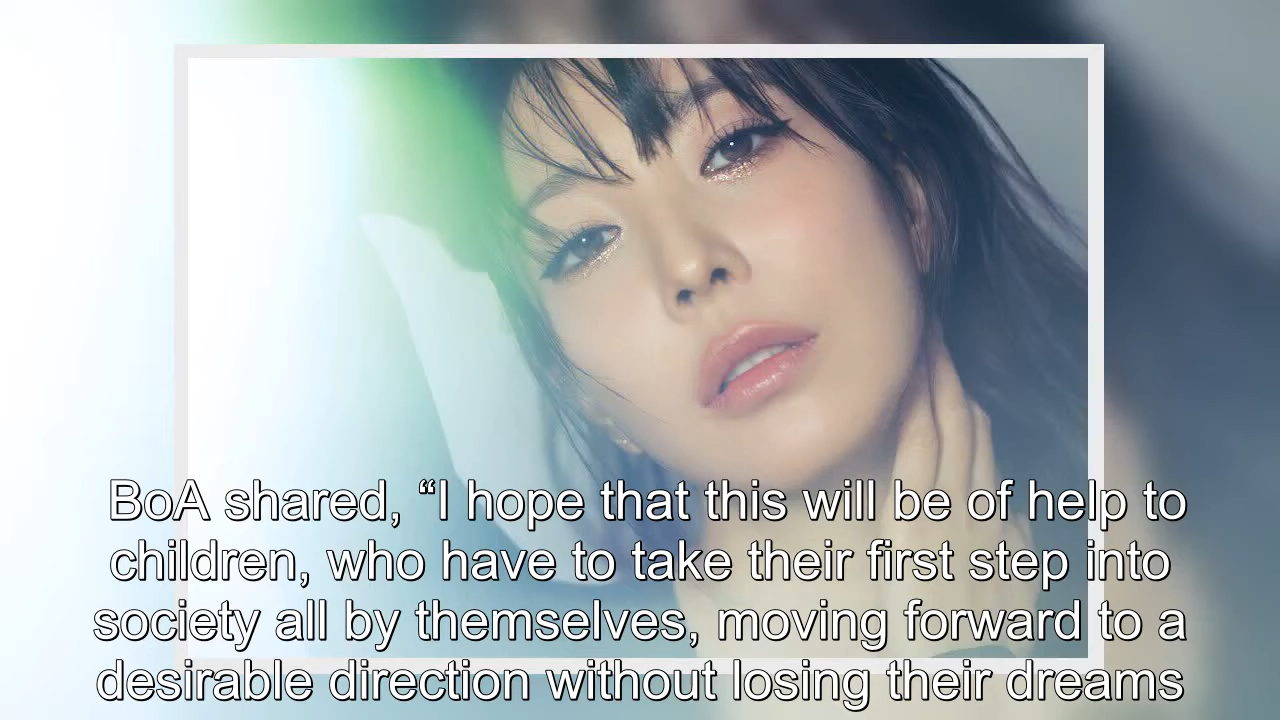 BoA shared, “I hope that this will be of help to
children, who have to take their first step into
society all by themselves, moving forward to a
desirable direction without losing their dreams